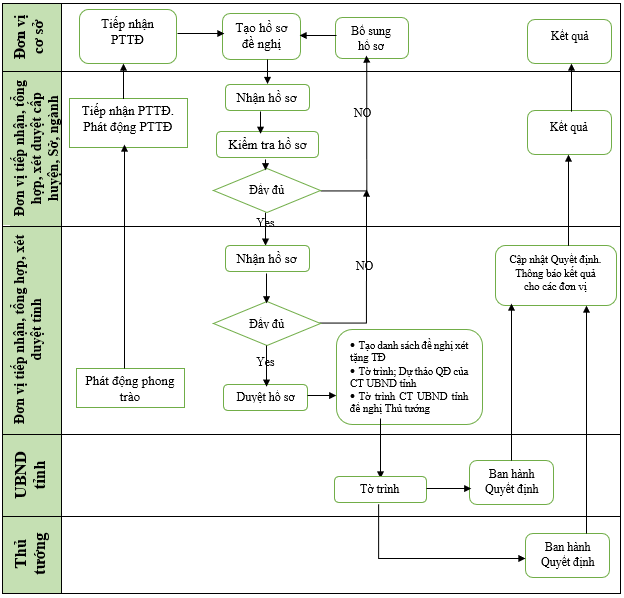 Đơn vị
cơ sở
Tiếp nhận
PTTĐ
Tạo hồ sơ
đề nghị
Bổ sung
hồ sơ
Kết quả
Đơn vị tiếp nhận, tổng
hợp, xét duyệt cấp
huyện, Sở, ngành
Tiếp nhận PTTĐ.
Phát động PTTĐ
Nhận hồ sơ
NO
Kiểm tra hồ sơ
Kết quả
Đầy đủ
Yes
Đơn vị tiếp nhận, tổng hợp, xét
duyệt tỉnh
Nhận hồ sơ
NO
Cập nhật Quyết định.
Thông báo kết quả
cho các đơn vị
Đầy đủ
Yes
• Tạo danh sách đề nghị xét
tặng TĐ
• Tờ trình; Dự thảo QĐ của
CT UBND tỉnh
• Tờ trình CT UBND tỉnh
đề nghị Thủ tướng
Phát động phong
trào
Duyệt hồ sơ
UBND
tỉnh
Tờ trình
Ban hành
Quyết định
Thủ
tướng
Ban hành
Quyết định